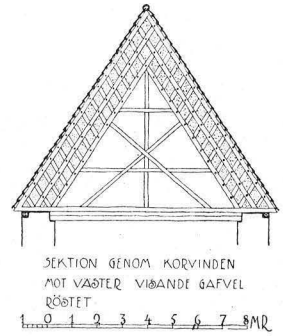 SEKTION GENOM KORVINDEN
MOT VÄSTER VISANDE GAFVEL
RÖSTET
1 0 1 2 3 4 5 6 7 8 MR